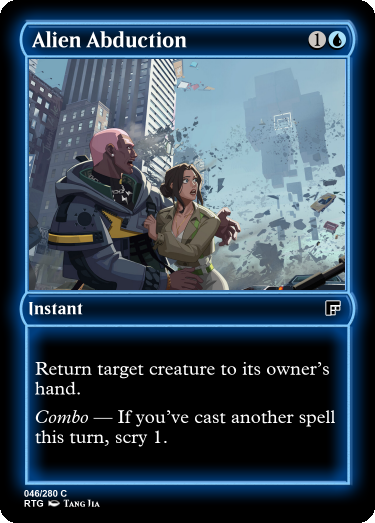 Alien Abduction 1
Instant
Return target creature to its owner's
hand.
Combo — If you've cast another spell
this turn, scry 1.
046/280 C
RTG Tang Jia